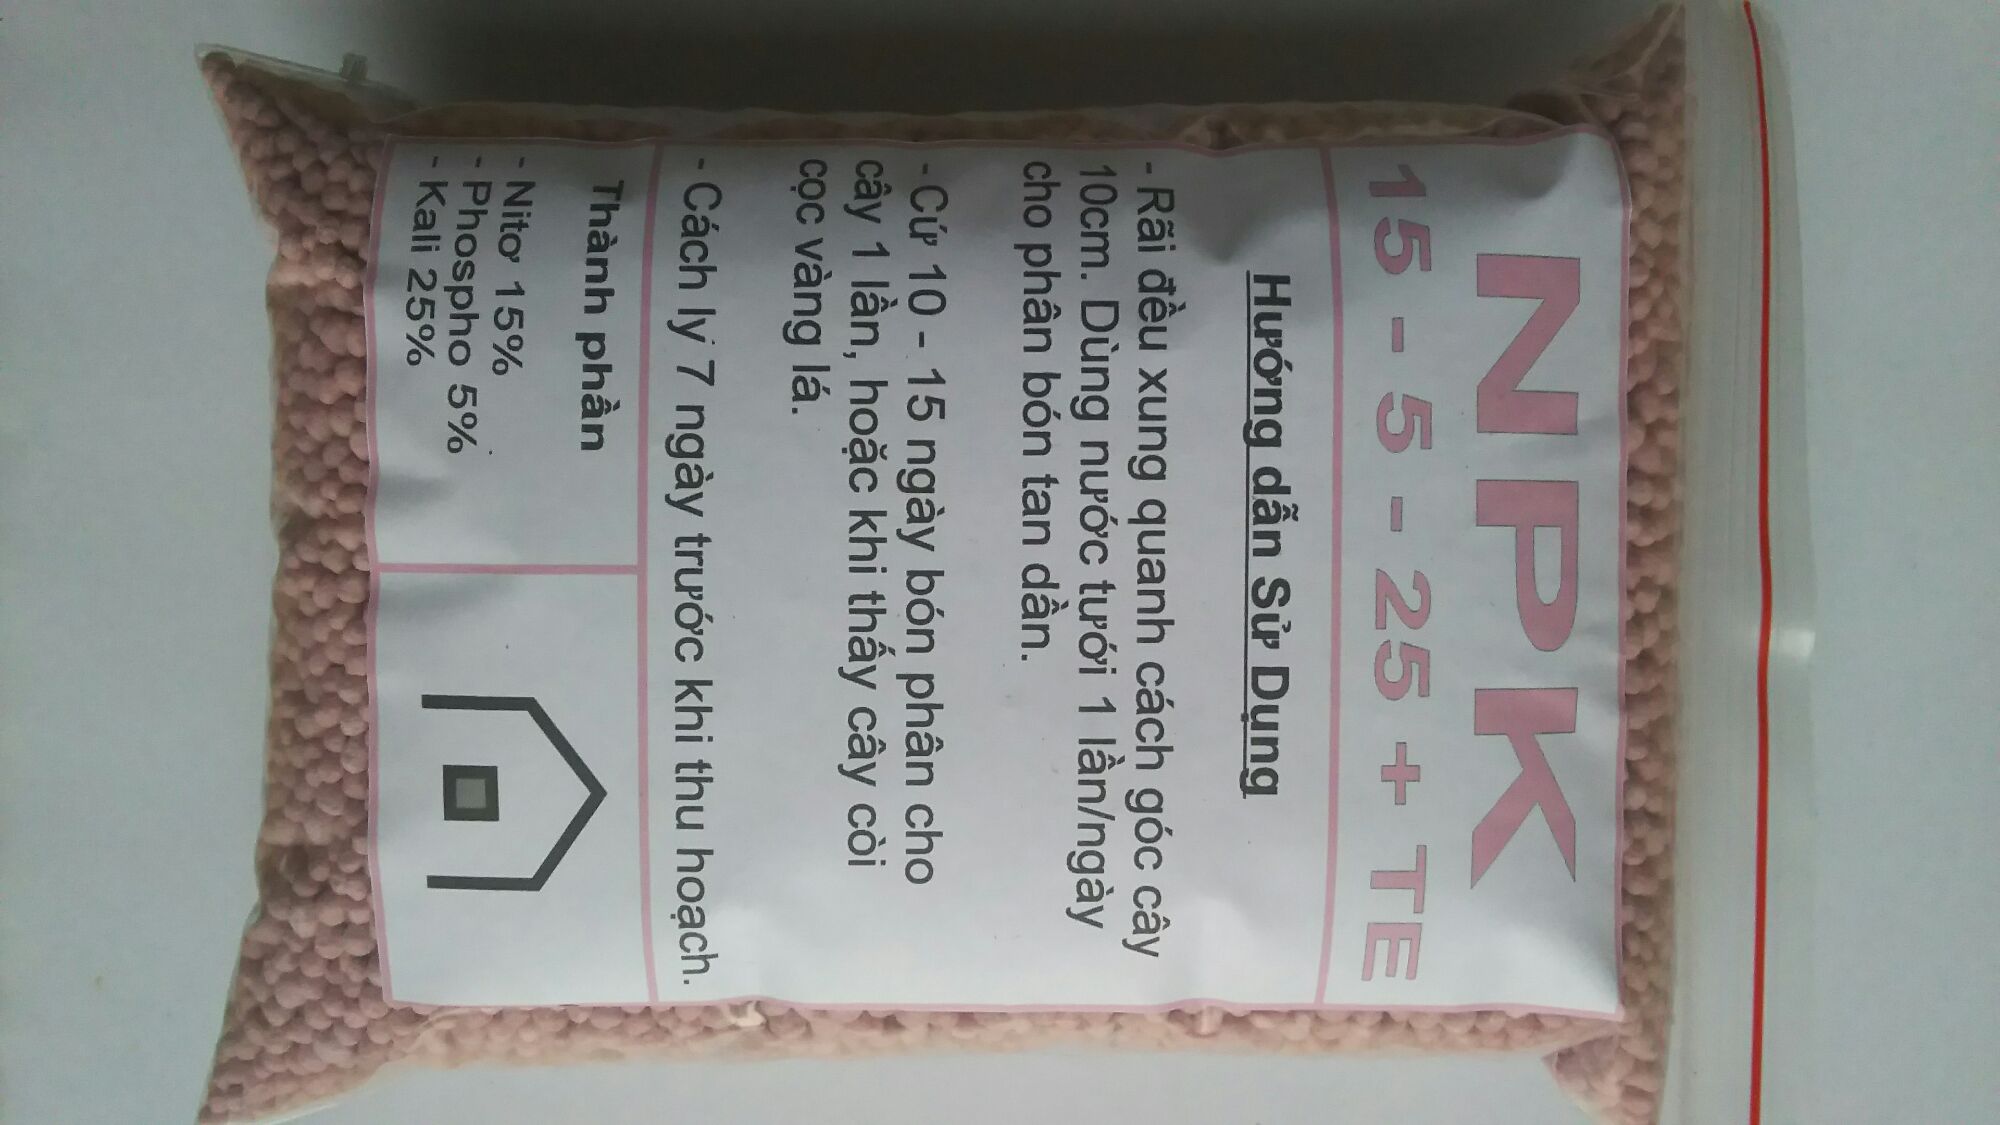 NPK
15 - 5 - 25 + TE
Hướng dẫn Sử Dụng
- Rãi đều xung quanh cách góc cây
10cm. Dùng nước tưới 1 lần/ngày
cho phân bón tan dần.
- Cứ 10 - 15 ngày bón phân cho
cây 1 lần, hoặc khi thấy cây còi
cọc vàng lá.
- Cách ly 7 ngày trước khi thu hoạch.
Thành phần
- Nitơ 15%
- Phospho 5%
- Kali 25%